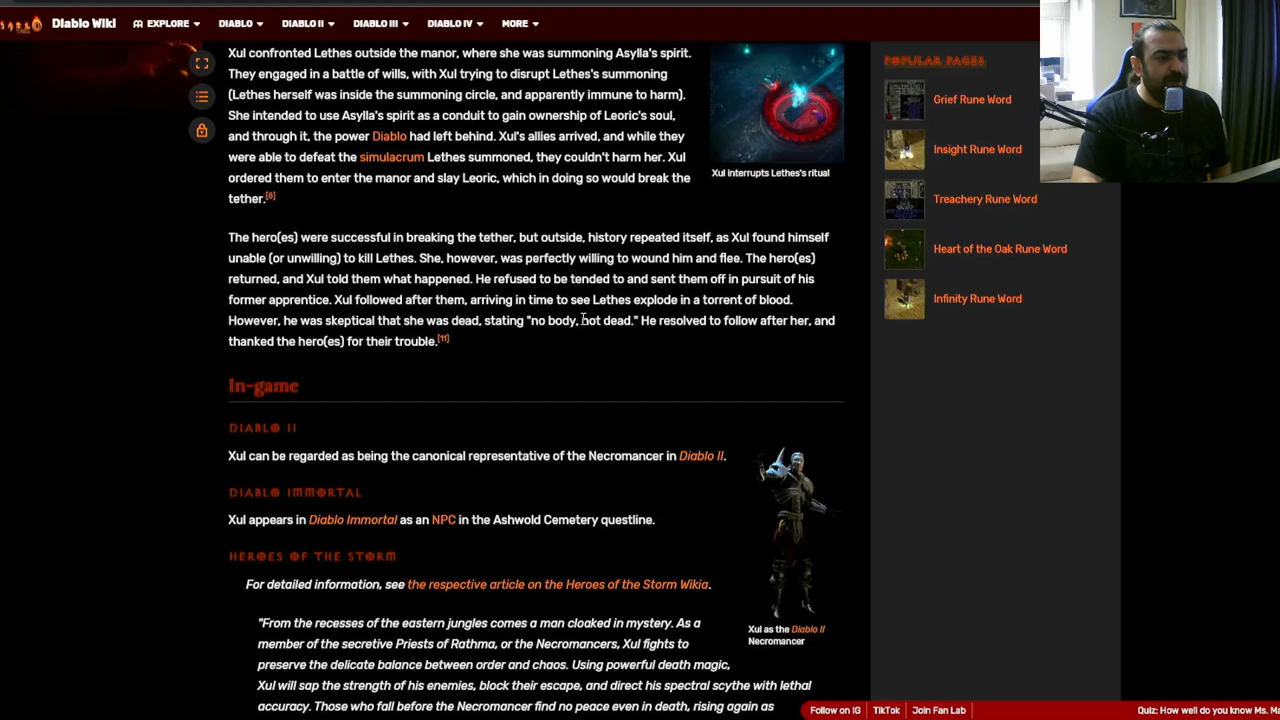 Diablo Wiki EXPLORE DIABLO DIABLO II DIABLO III DIABLO IV MORE
Xul confronted Lethes outside the manor, where she was summoning Asylla's spirit.
They engaged in a battle of wills, with Xul trying to disrupt Lethes's summoning
(Lethes herself was inside the summoning circle, and apparently immune to harm).
She intended to use Asylla's spirit as a conduit to gain ownership of Leoric's soul,
and through it, the power Diablo had left behind. Xul's allies arrived, and while they
were able to defeat the simulacrum Lethes summoned, they couldn't harm her. Xul
ordered them to enter the manor and slay Leoric, which in doing so would break the
tether.[8]
Xul interrupts Lethes's ritual
The hero(es) were successful in breaking the tether, but outside, history repeated itself, as Xul found himself
unable (or unwilling) to kill Lethes. She, however, was perfectly willing to wound him and flee. The hero(es)
returned, and Xul told them what happened. He refused to be tended to and sent them off in pursuit of his
former apprentice. Xul followed after them, arriving in time to see Lethes explode in a torrent of blood.
However, he was skeptical that she was dead, stating "no body, not dead." He resolved to follow after her, and
thanked the hero(es) for their trouble.[11]
In-game
DIABLO II
Xul can be regarded as being the canonical representative of the Necromancer in Diablo II.
DIABLO IMMORTAL
Xul appears in Diablo Immortal as an NPC in the Ashwold Cemetery questline.
HEROES OF THE STORM
For detailed information, see the respective article on the Heroes of the Storm Wikia.
"From the recesses of the eastern jungles comes a man cloaked in mystery. As a
member of the secretive Priests of Rathma, or the Necromancers, Xul fights to
preserve the delicate balance between order and chaos. Using powerful death magic,
Xul will sap the strength of his enemies, block their escape, and direct his spectral scythe with lethal
accuracy. Those who fall before the Necromancer find no peace even in death, rising again as
Xul as the Diablo II
Necromancer
POPULAR PAGES
Grief Rune Word
Insight Rune Word
Treachery Rune Word
Heart of the Oak Rune Word
Infinity Rune Word
Follow on IG TikTok Join Fan Lab Quiz: How well do you know Ms. Ma